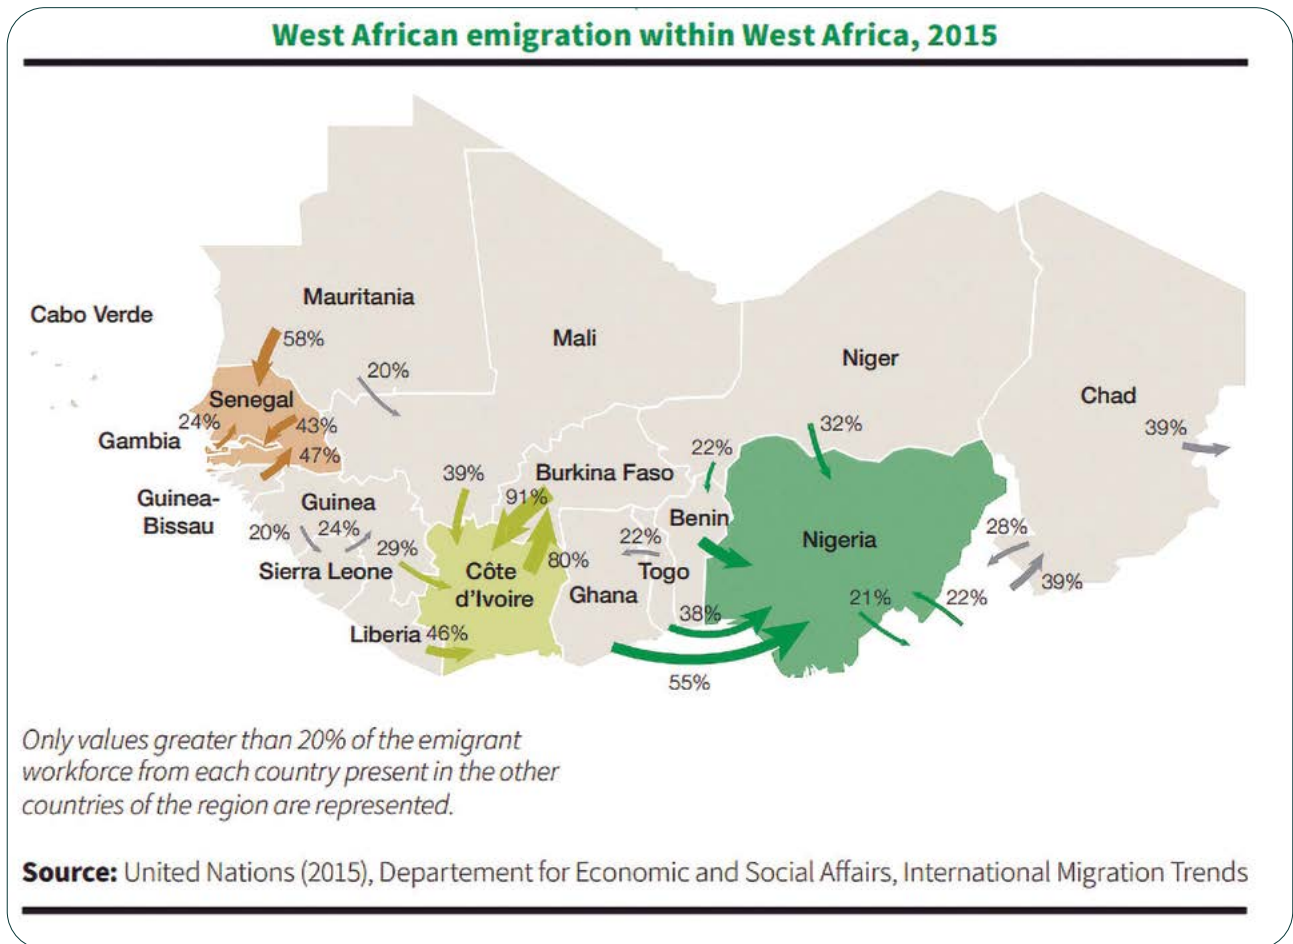 West African emigration within West Africa, 2015
Mauritania
Cabo Verde
Mali
58%
Niger
20%
Chad
Senegal
24%
43%
32%
39%
Gambia
47%
22%
39%
Burkina Faso
91%
Guinea-
Bissau
Guinea
Benin
20%
24%
28%
29%
22%
Nigeria
80%
Sierra Leone
Côte
d’Ivoire
Togo
39%
Ghana
21%
22%
38%
Liberia
46%
55%
Only values greater than 20% of the emigrant
workforce from each country present in the other
countries of the region are represented.
Source: United Nations (2015), Departement for Economic and Social Affairs, International Migration Trends